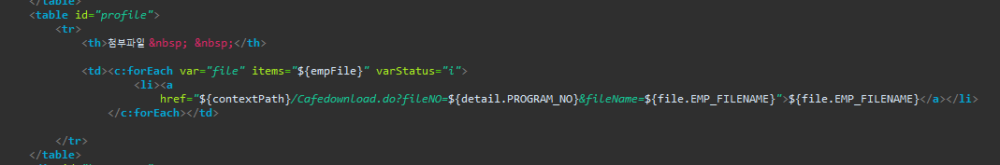 </table>
<table id="profile">
<tr>
<th>첨부파일 &nbsp; &nbsp;</th>
<td><c:forEach var="file" items="${empFile}" varStatus="i">
<li><a
href="${contextPath}/Cafedownload.do?fileNO=${detail.PROGRAM_NO}&fileName=${file.EMP_FILENAME}">${file.EMP_FILENAME}</a></li>
</c:forEach></td>
</tr>
</table>